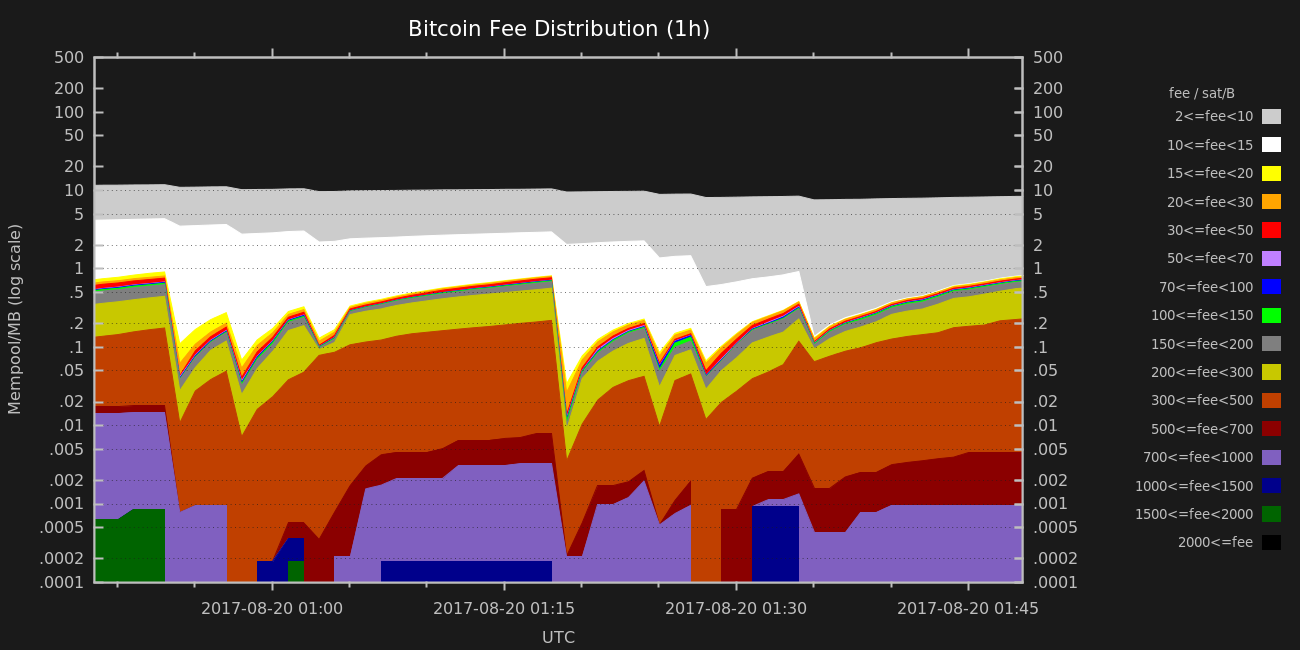 Bitcoin Fee Distribution (1h)
500
200
100
50
20
10
5
2
1
.5
.2
.1
.05
.02
.01
.005
.002
.001
.0005
.0002
.0001
Mempool/MB (log scale)
500
200
100
50
20
10
5
2
1
.5
.2
.1
.05
.02
.01
.005
.002
.001
.0005
.0002
.0001
2017-08-20 01:00
2017-08-20 01:15
2017-08-20 01:30
2017-08-20 01:45
UTC
fee / sat/B
2<=fee<10
10<=fee<15
15<=fee<20
20<=fee<30
30<=fee<50
50<=fee<70
70<=fee<100
100<=fee<150
150<=fee<200
200<=fee<300
300<=fee<500
500<=fee<700
700<=fee<1000
1000<=fee<1500
1500<=fee<2000
2000<=fee